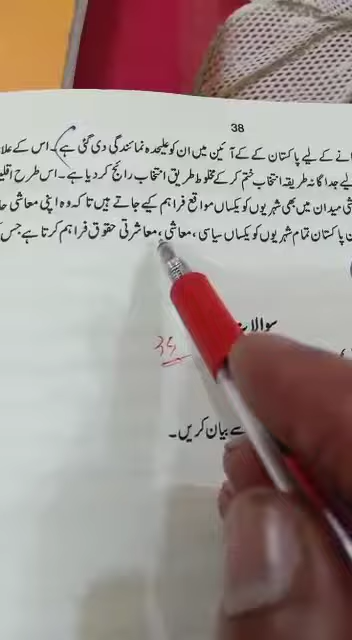 38
انے کے لیے پاکستان کے کے آئین میں ان کو علیحدہ نمائندگی دی گئی ہے۔ اس کے علا
لیے جداگانہ طریقہ انتخاب ختم کر کے مخلوط طریق انتخاب رائج کر دیا ہے۔ اس طرح اقلی
شی میدان میں بھی شہریوں کو یکساں مواقع فراہم کیے جاتے ہیں تا کہ وہ اپنی معاشی حا
پاکستان تمام شہریوں کو یکساں سیاسی، معاشی، معاشرتی حقوق فراہم کرتا ہے جس
سوالات
سے بیان کریں۔